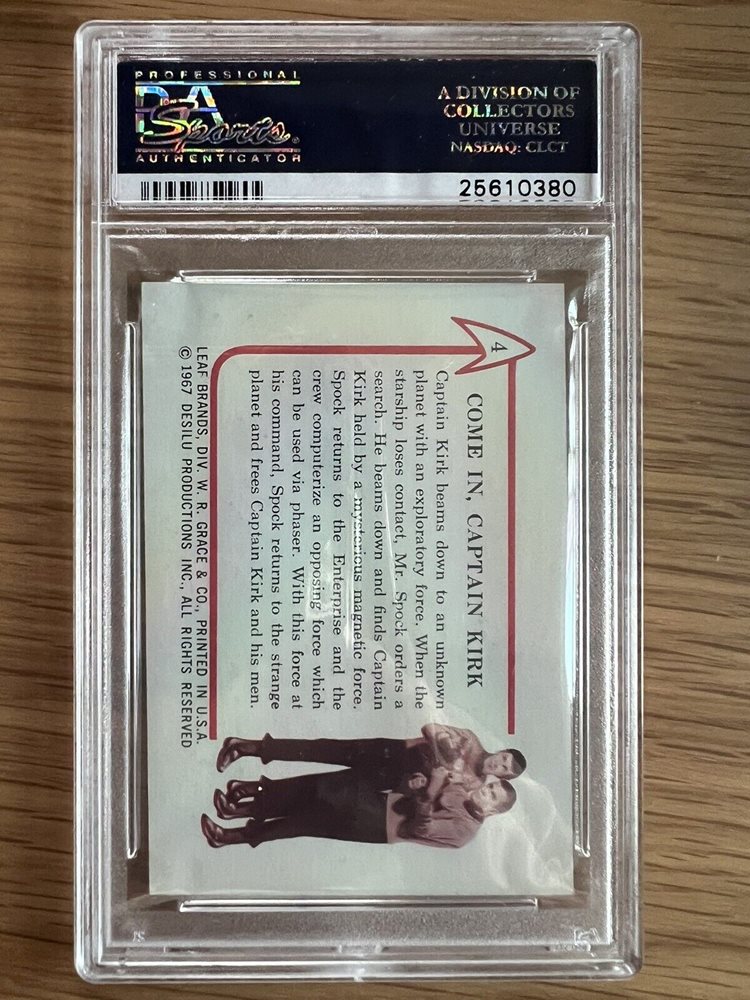 PROFESSIONAL
PSA
Sports.
AUTHENTICATOR
A DIVISION OF
COLLECTORS
UNIVERSE
NASDAQ: CLCT
25610380
4
COME IN, CAPTAIN KIRK
Captain Kirk beams down to an unknown
planet with an exploratory force. When the
starship loses contact, Mr. Spock orders a
search. He beams down and finds Captain
Kirk held by a mysterious magnetic force.
Spock returns to the Enterprise and the
crew computerize an opposing force which
can be used via phaser. With this force at
his command, Spock returns to the strange
planet and frees Captain Kirk and his men.
LEAF BRANDS, DIV. W. R. GRACE & CO., PRINTED IN U.S.A.
© 1967 DESILU PRODUCTIONS INC., ALL RIGHTS RESERVED